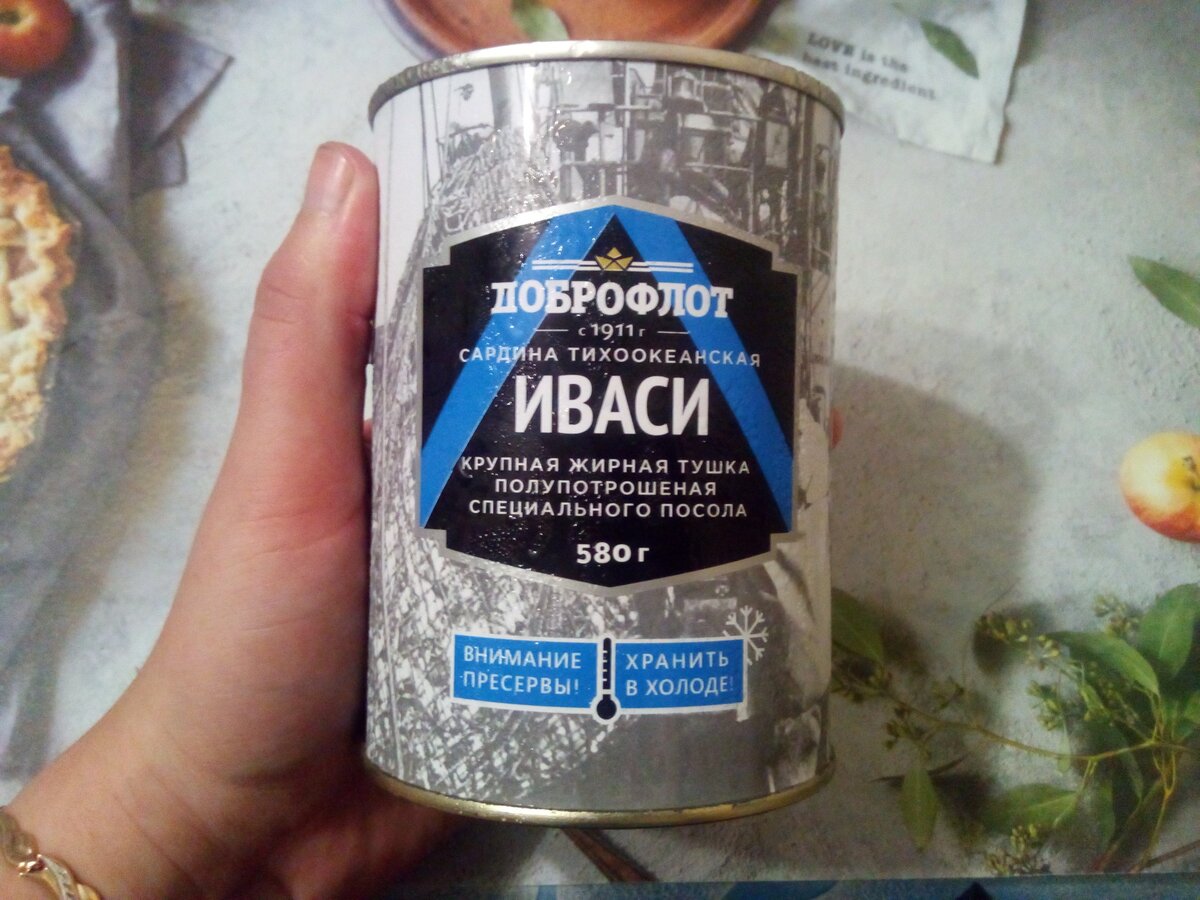 LOVE is the
best ingredient
ДОБРОФЛОТ
с 1911 г
САРДИНА ТИХООКЕАНСКАЯ
ИВАСИ
КРУПНАЯ ЖИРНАЯ ТУШКА
ПОЛУПОТРОШЕНАЯ
СПЕЦИАЛЬНОГО ПОСОЛА
580 г
ВНИМАНИЕ
ПРЕСЕРВЫ!
ХРАНИТЬ
В ХОЛОДЕ!